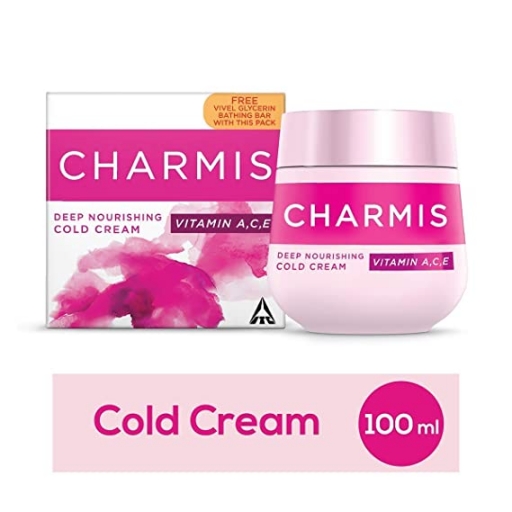 FREE
VIVEL GLYCERIN
BATHING BAR
WITH THIS PACK
CHARMIS
DEEP NOURISHING
COLD CREAM
VITAMIN A,C,E
ITC
CHARMIS
DEEP NOURISHING
COLD CREAM
VITAMIN A,C,E
Cold Cream
100 ml